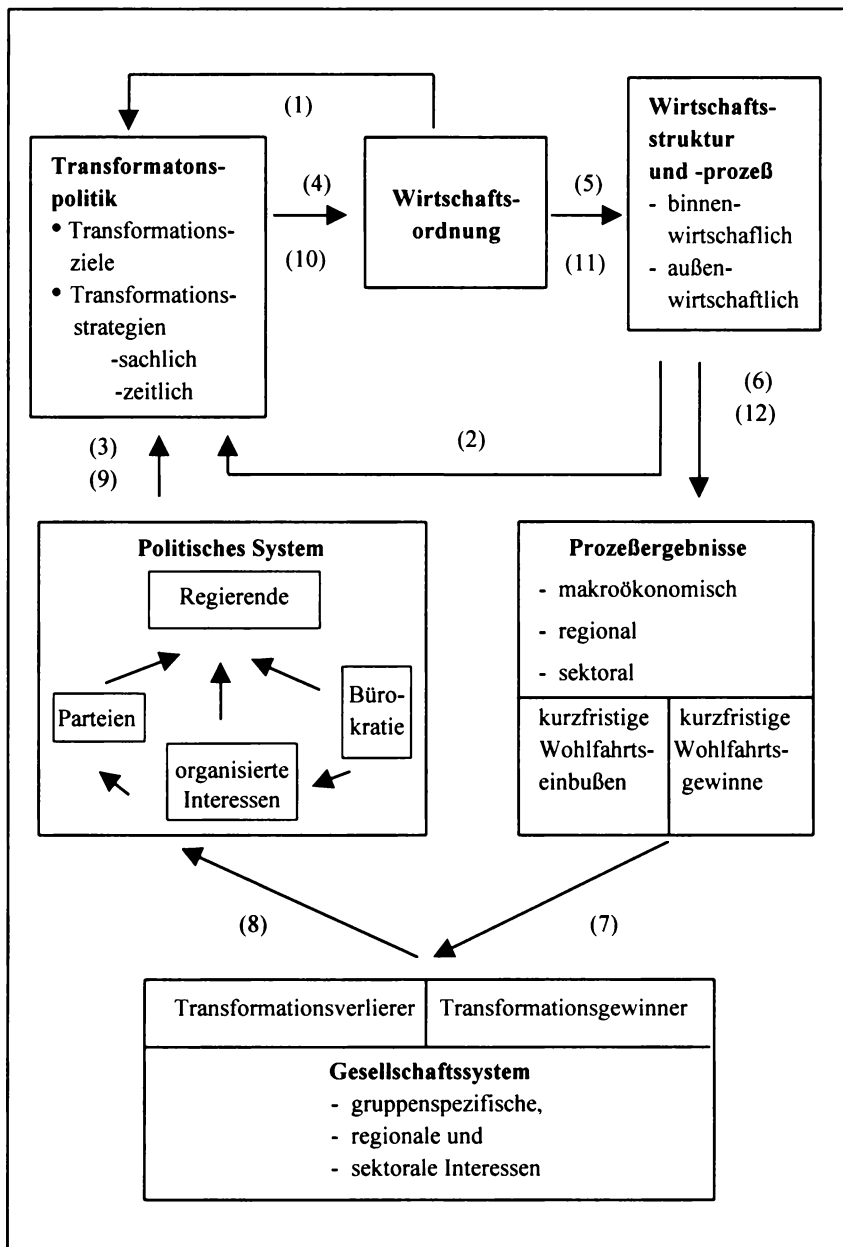 (1)
Transformatons-
politik
• Transformations-
ziele
• Transformations-
strategien
-sachlich
-zeitlich
(4)
(10)
Wirtschafts-
ordnung
(5)
(11)
Wirtschafts-
struktur
und -prozeß
- binnen-
wirtschaflich
- außen-
wirtschaftlich
(3)
(9)
(2)
(6)
(12)
Politisches System
Regierende
Parteien
Büro-
kratie
organisierte
Interessen
Prozeßergebnisse
- makroökonomisch
- regional
- sektoral
kurzfristige
Wohlfahrts-
einbußen
kurzfristige
Wohlfahrts-
gewinne
(8)
(7)
Transformationsverlierer
Transformationsgewinner
Gesellschaftssystem
- gruppenspezifische,
- regionale und
- sektorale Interessen